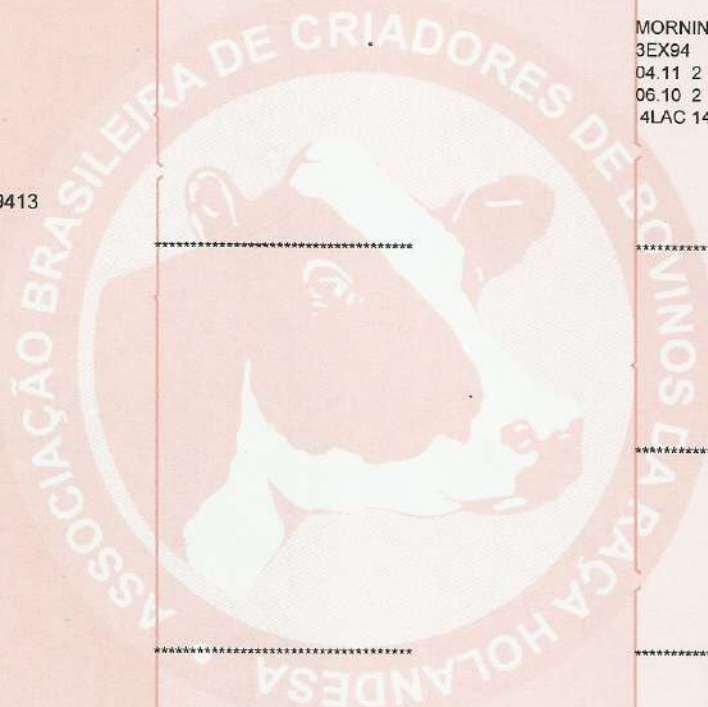 MORNIN
3EX94
04.11 2
06.10 2
4LAC 14
9413
***********************************
***********
***********
***********************************
***********
ASSOCIAÇÃO BRASILEIRA DE CRIADORES DE BOVINOS DA RAÇA HOLANDESA